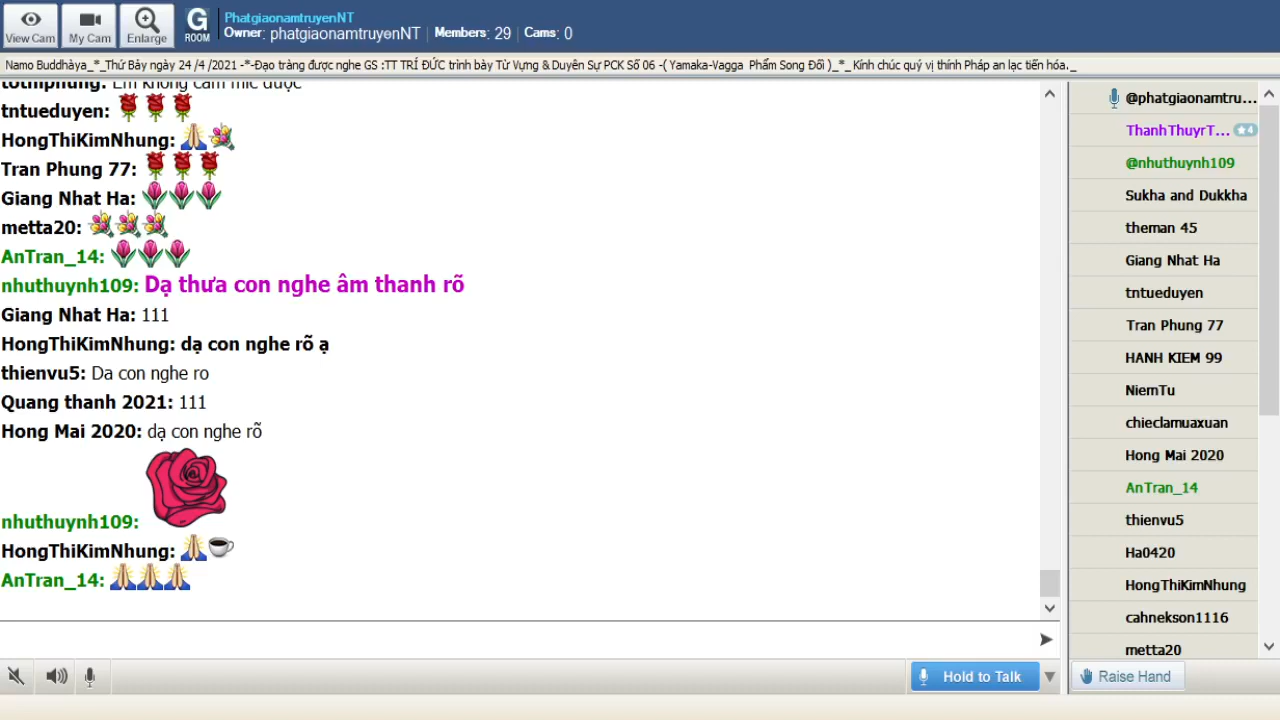 View Cam
My Cam
Enlarge
G
ROOM
PhatgiaonamtruyenNT
Owner: phatgiaonamtruyenNT | Members: 29 | Cams: 0
Namo Buddhàya_*_Thứ Bảy ngày 24 /4 /2021 -*-Đạo tràng được nghe GS :TT TRÍ ĐỨC trình bày Từ Vựng & Duyên Sự PCK Số 06 -( Yamaka-Vagga Phẩm Song Đối )_*_ Kính chúc quý vị thính Pháp an lạc tiến hóa._
tothiphung: Em không cầm mic được
tntueduyen:
HongThiKimNhung:
Tran Phung 77:
Giang Nhat Ha:
metta20:
AnTran_14:
nhuthuynh109: Dạ thưa con nghe âm thanh rõ
Giang Nhat Ha: 111
HongThiKimNhung: dạ con nghe rõ ạ
thienvu5: Da con nghe ro
Quang thanh 2021: 111
Hong Mai 2020: dạ con nghe rõ
nhuthuynh109:
HongThiKimNhung:
AnTran_14:
Hold to Talk
@phatgiaonamtru...
ThanhThuyrT... 4
@nhuthuynh109
Sukha and Dukkha
theman 45
Giang Nhat Ha
tntueduyen
Tran Phung 77
HANH KIEM 99
NiemTu
chieclamuaxuan
Hong Mai 2020
AnTran_14
thienvu5
Ha0420
HongThiKimNhung
cahnekson1116
metta20
Raise Hand